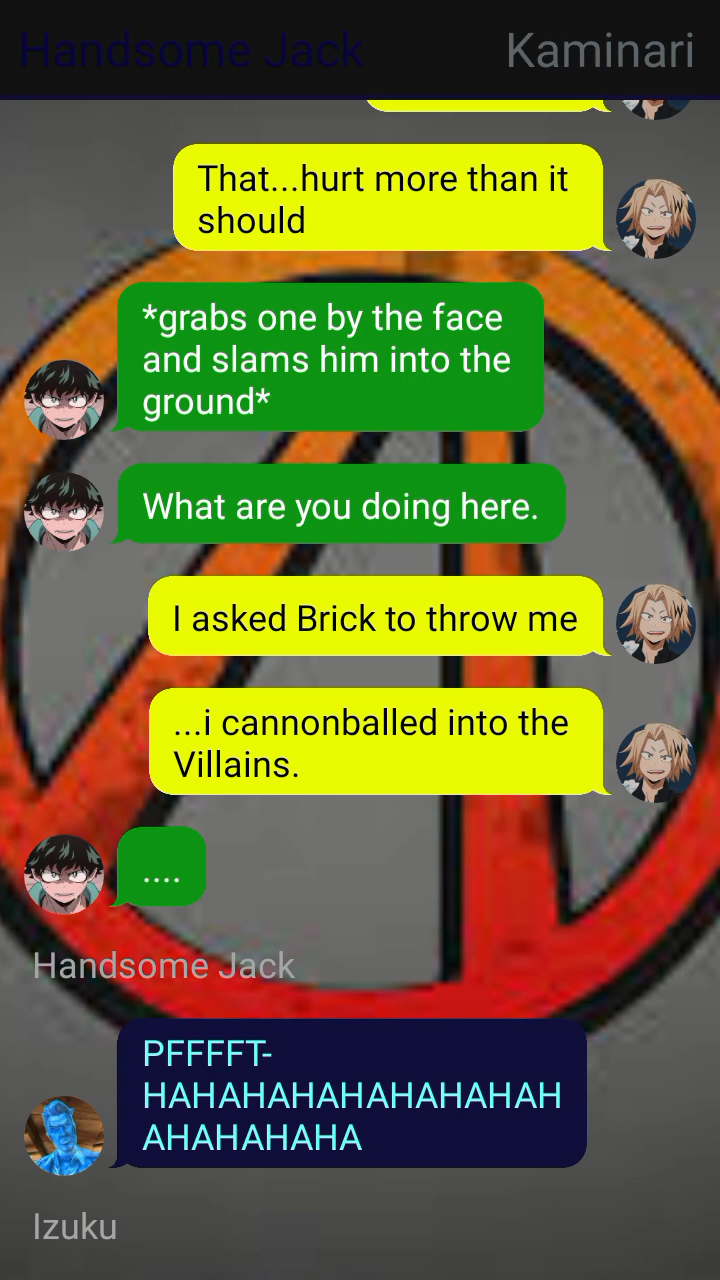 Handsome Jack Kaminari
That...hurt more than it
should
*grabs one by the face
and slams him into the
ground*
What are you doing here.
I asked Brick to throw me
...i cannonballed into the
Villains.
....
Handsome Jack
PFFFFT-
HAHAHAHAHAHAHAHAH
AHAHAHAHA
Izuku